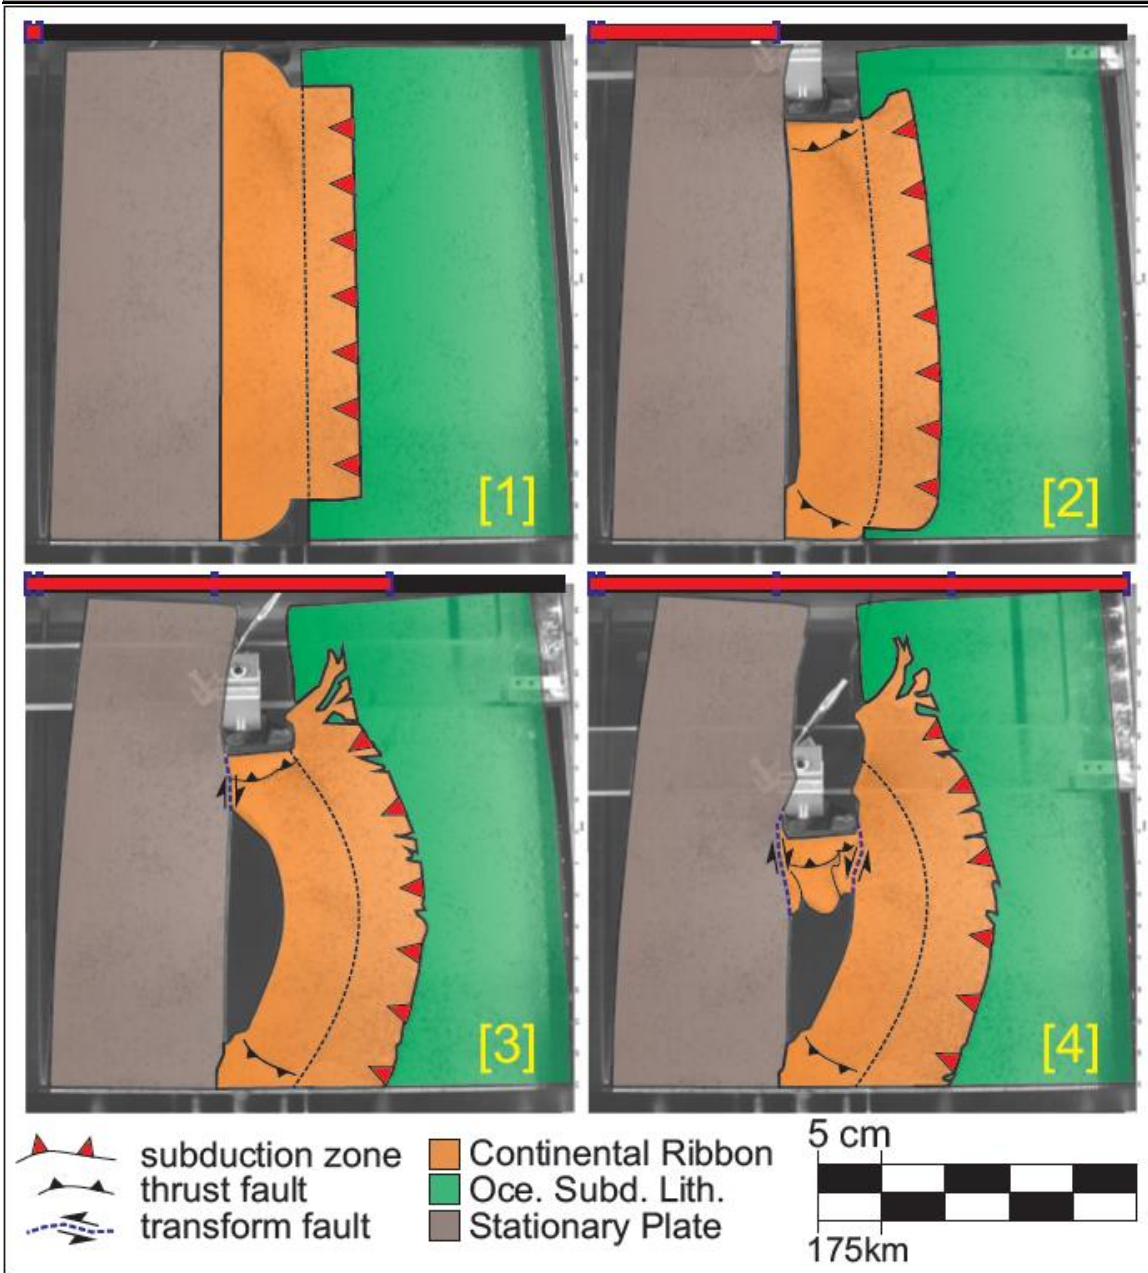 [1]
[2]
[3]
[4]
subduction zone
thrust fault
transform fault
Continental Ribbon
Oce. Subd. Lith.
Stationary Plate
5 cm
175km